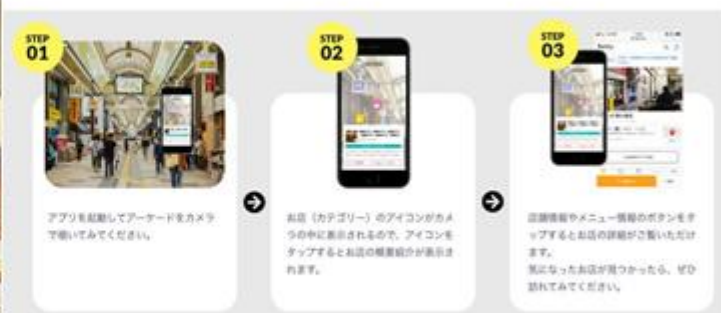 STEP
01
アプリを起動してアーケードをカメラ
で覗いてみてください。
STEP
02
お店（カテゴリー）のアイコンがカメ
ラの中に表示されるので、アイコンを
タップするとお店の概要紹介が表示さ
れます。
STEP
03
店舗情報やメニュー情報のボタンをタ
ップするとお店の詳細がご覧いただけ
ます。
気になったお店が見つかったら、ぜひ
訪れてみてください。